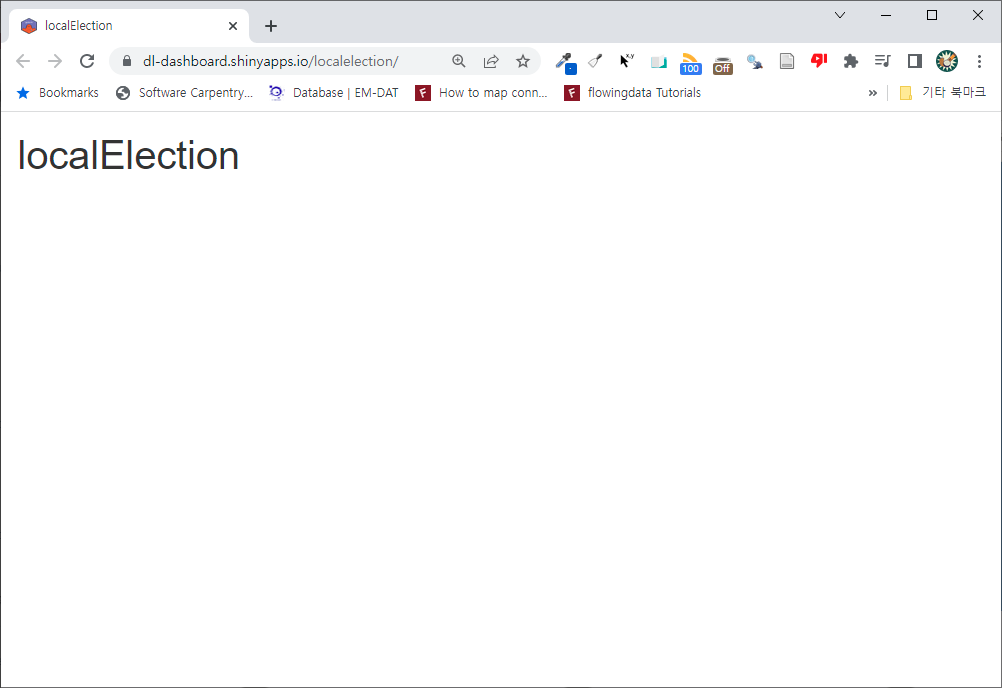 localElection
dl-dashboard.shinyapps.io/localelection/
100
Off
Bookmarks Software Carpentry... Database | EM-DAT How to map conn... flowingdata Tutorials » 기타 북마크
localElection